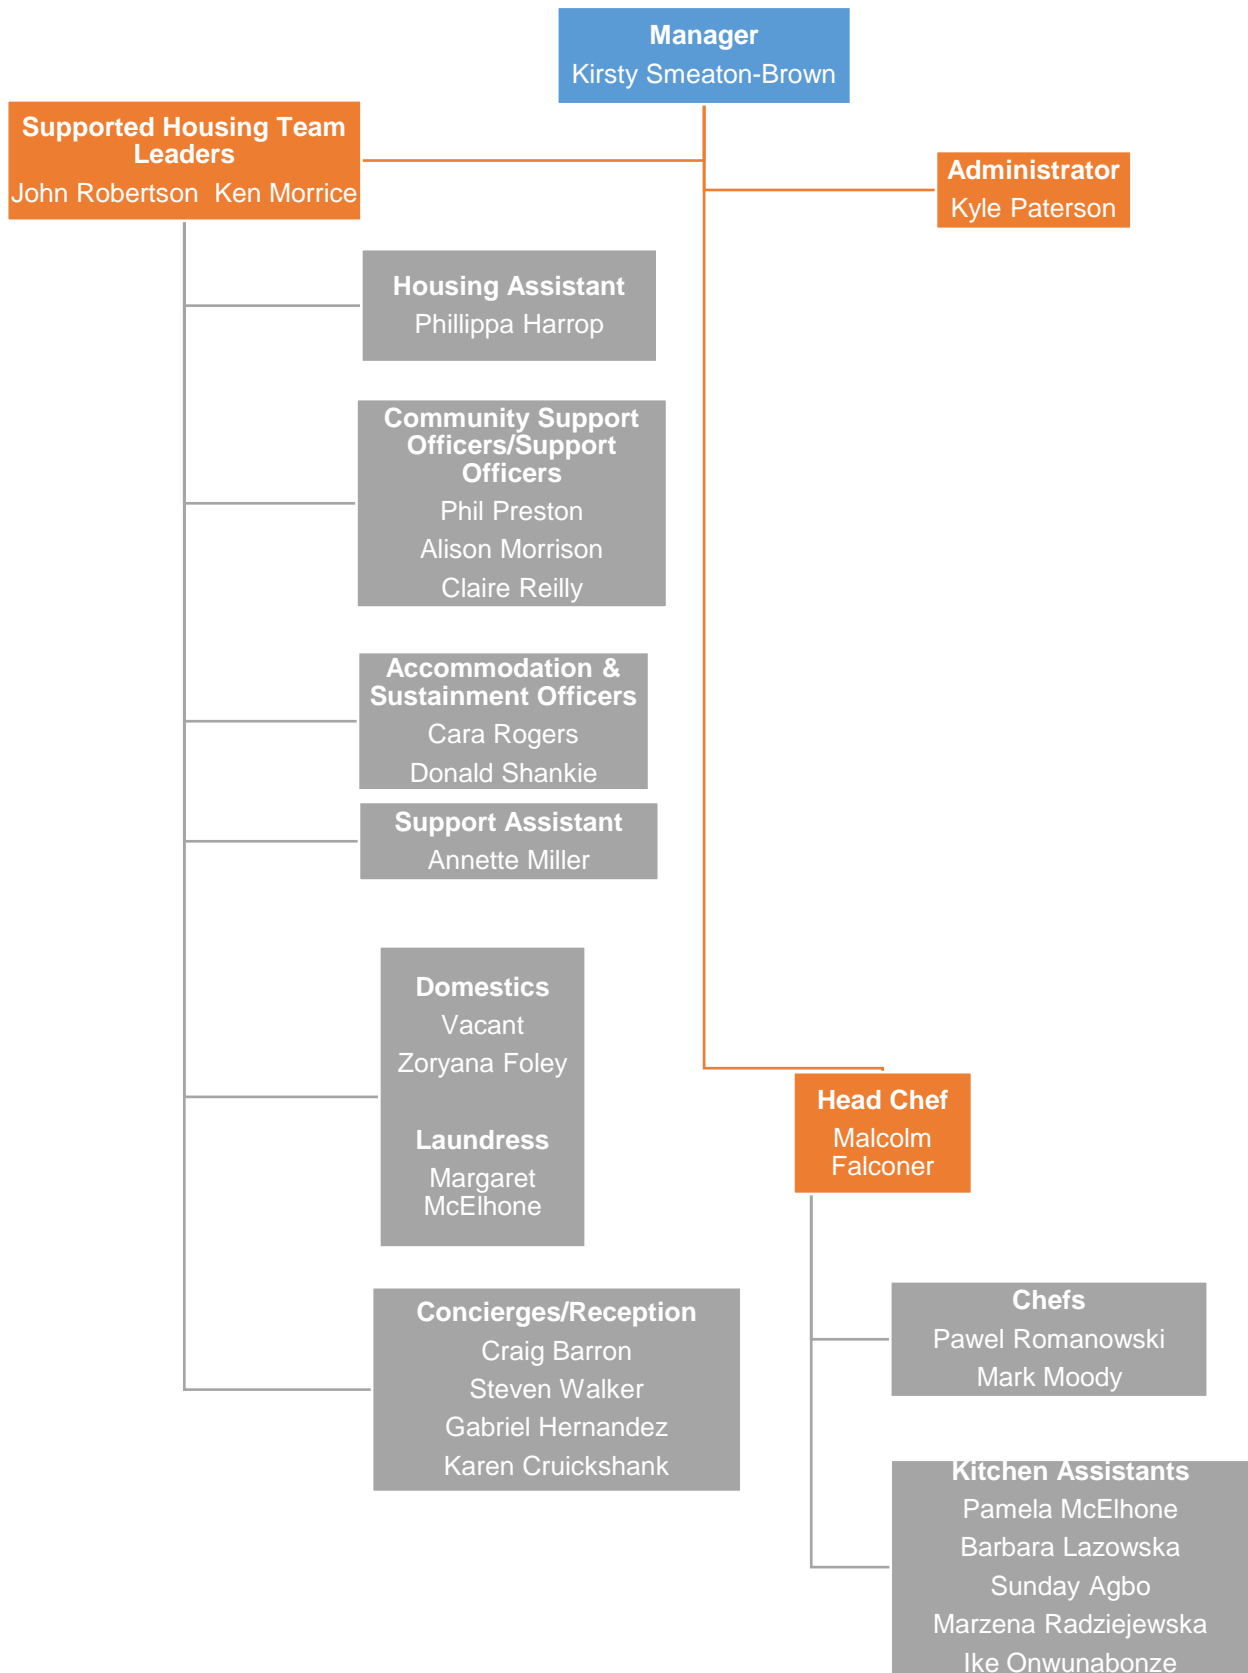 Manager
Kirsty Smeaton-Brown
Supported Housing Team
Leaders
John Robertson  Ken Morrice
Administrator
Kyle Paterson
Housing Assistant
Phillippa Harrop
Community Support
Officers/Support
Officers
Phil Preston
Alison Morrison
Claire Reilly
Accommodation &
Sustainment Officers
Cara Rogers
Donald Shankie
Support Assistant
Annette Miller
Domestics
Vacant
Zoryana Foley
Laundress
Margaret
McElhone
Concierges/Reception
Craig Barron
Steven Walker
Gabriel Hernandez
Karen Cruickshank
Head Chef
Malcolm
Falconer
Chefs
Pawel Romanowski
Mark Moody
Kitchen Assistants
Pamela McElhone
Barbara Lazowska
Sunday Agbo
Marzena Radziejewska
Ike Onwunabonze